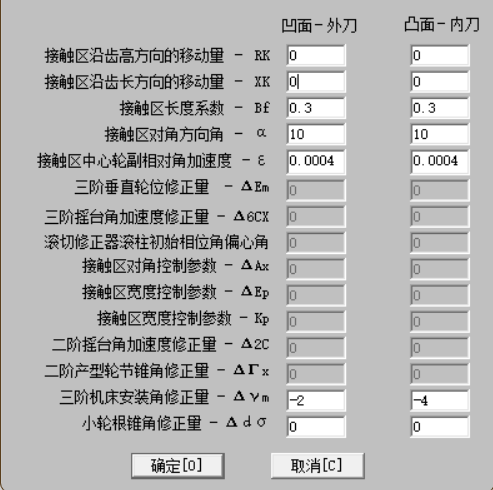 凹面-外刀 凸面-内刀
接触区沿齿高方向的移动量 - RK 0 0
接触区沿齿长方向的移动量 - XK 0 0
接触区长度系数 - Bf 0.3 0.3
接触区对角方向角 - α 10 10
接触区中心轮副相对角加速度 - ε 0.0004 0.0004
三阶垂直轮位修正量 - ΔEm 0 0
三阶摇台角加速度修正量 - Δ6CX 0 0
滚切修正器滚柱初始相位角偏心角 0 0
接触区对角控制参数 - ΔAx 0 0
接触区宽度控制参数 - ΔEp 0 0
接触区宽度控制参数 - Kp 0 0
二阶摇台角加速度修正量 - Δ2C 0 0
二阶产型轮节锥角修正量 - ΔΓx 0 0
三阶机床安装角修正量 - Δγm -2 -4
小轮根锥角修正量 - Δdσ 0 0
确定[O] 取消[C]